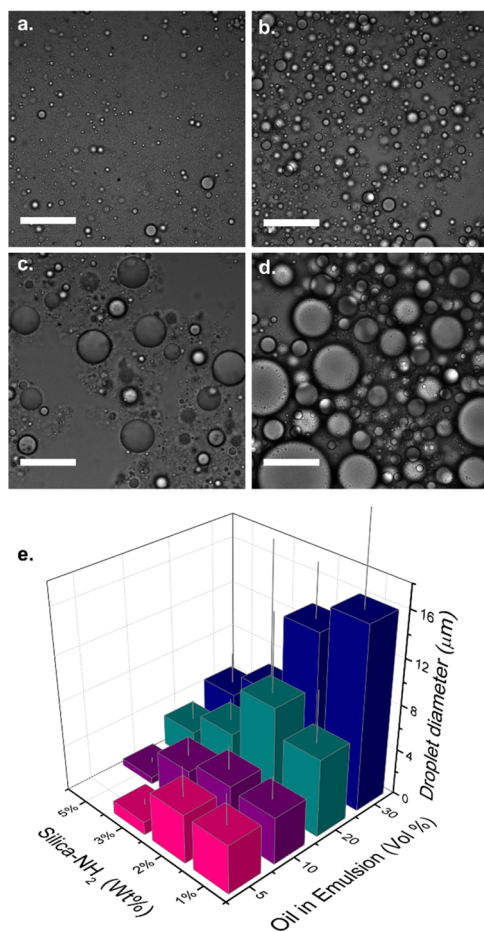 a.
b.
c.
d.
e.
16
12
8
4
0
Droplet diameter (μm)
5%
3%
2%
1%
Silica-NH2 (Wt%)
5
10
20
30
Oil in Emulsion (Vol %)